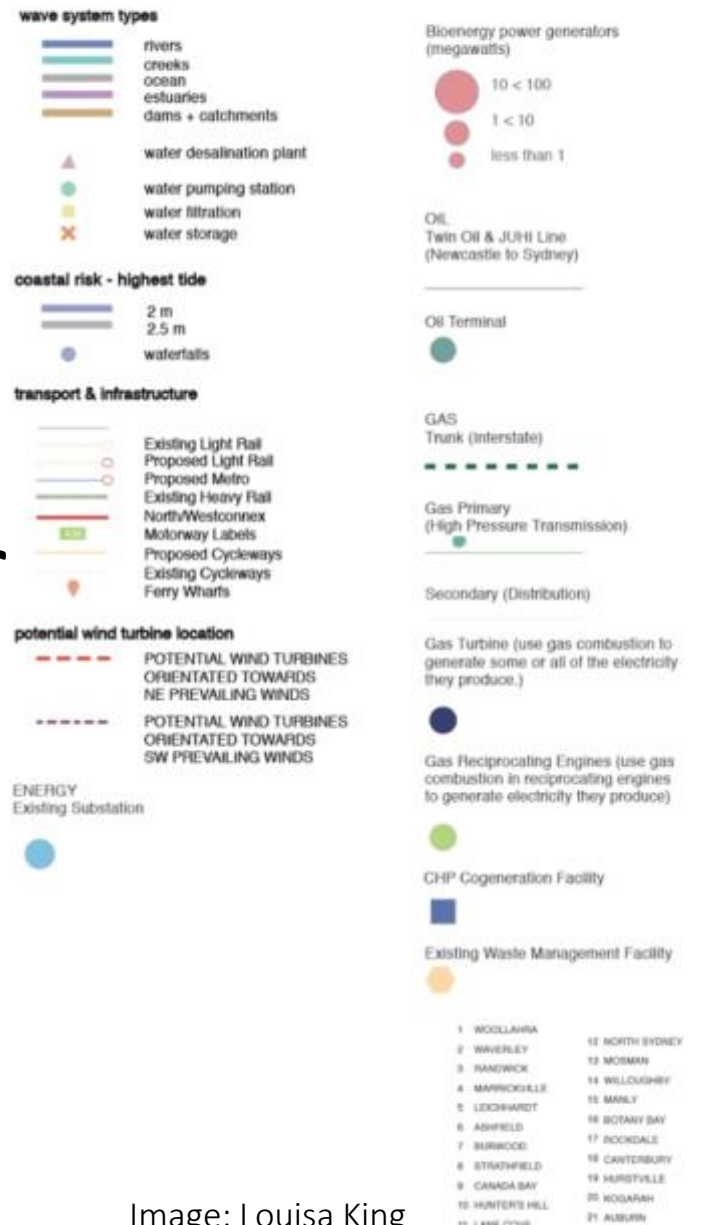 wave system types
rivers
creeks
ocean
estuaries
dams + catchments
water desalination plant
water pumping station
water filtration
water storage
coastal risk - highest tide
2 m
2.5 m
waterfalls
transport & infrastructure
Existing Light Rail
Proposed Light Rail
Proposed Metro
Existing Heavy Rail
North/Westconnex
Motorway Labels
Proposed Cycleways
Existing Cycleways
Ferry Wharfs
potential wind turbine location
POTENTIAL WIND TURBINES
ORIENTATED TOWARDS
NE PREVAILING WINDS
POTENTIAL WIND TURBINES
ORIENTATED TOWARDS
SW PREVAILING WINDS
ENERGY
Existing Substation
Bioenergy power generators
(megawatts)
10 < 100
1 < 10
less than 1
OIL
Twin Oil & JUHI Line
(Newcastle to Sydney)
Oil Terminal
GAS
Trunk (Interstate)
Gas Primary
(High Pressure Transmission)
Secondary (Distribution)
Gas Turbine (use gas combustion to
generate some or all of the electricity
they produce.)
Gas Reciprocating Engines (use gas
combustion in reciprocating engines
to generate electricity they produce)
CHP Cogeneration Facility
Existing Waste Management Facility
1 WOOLLAHRA
2 WAVERLEY
3 RANDWICK
4 MARRICKVILLE
5 LEICHHARDT
6 ASHFIELD
7 BURWOOD
8 STRATHFIELD
9 CANADA BAY
10 HUNTER'S HILL
11 LANE COVE
12 NORTH SYDNEY
13 MOSMAN
14 WILLOUGHBY
15 MANLY
16 BOTANY BAY
17 ROCKDALE
18 CANTERBURY
19 HURSTVILLE
20 KOGARAH
21 AUBURN
Image: Louisa King